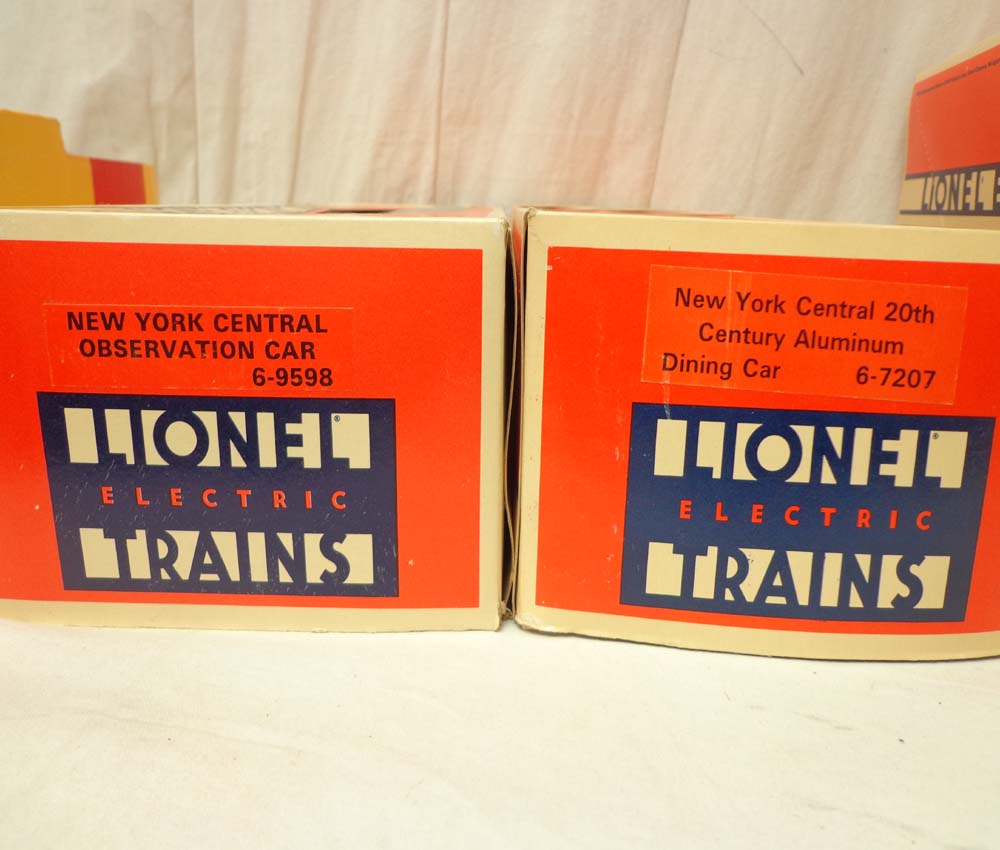 NEW YORK CENTRAL
OBSERVATION CAR
6-9598
LIONEL®
ELECTRIC
TRAINS
New York Central 20th
Century Aluminum
Dining Car 6-7207
LIONEL®
ELECTRIC
TRAINS
LIONEL E